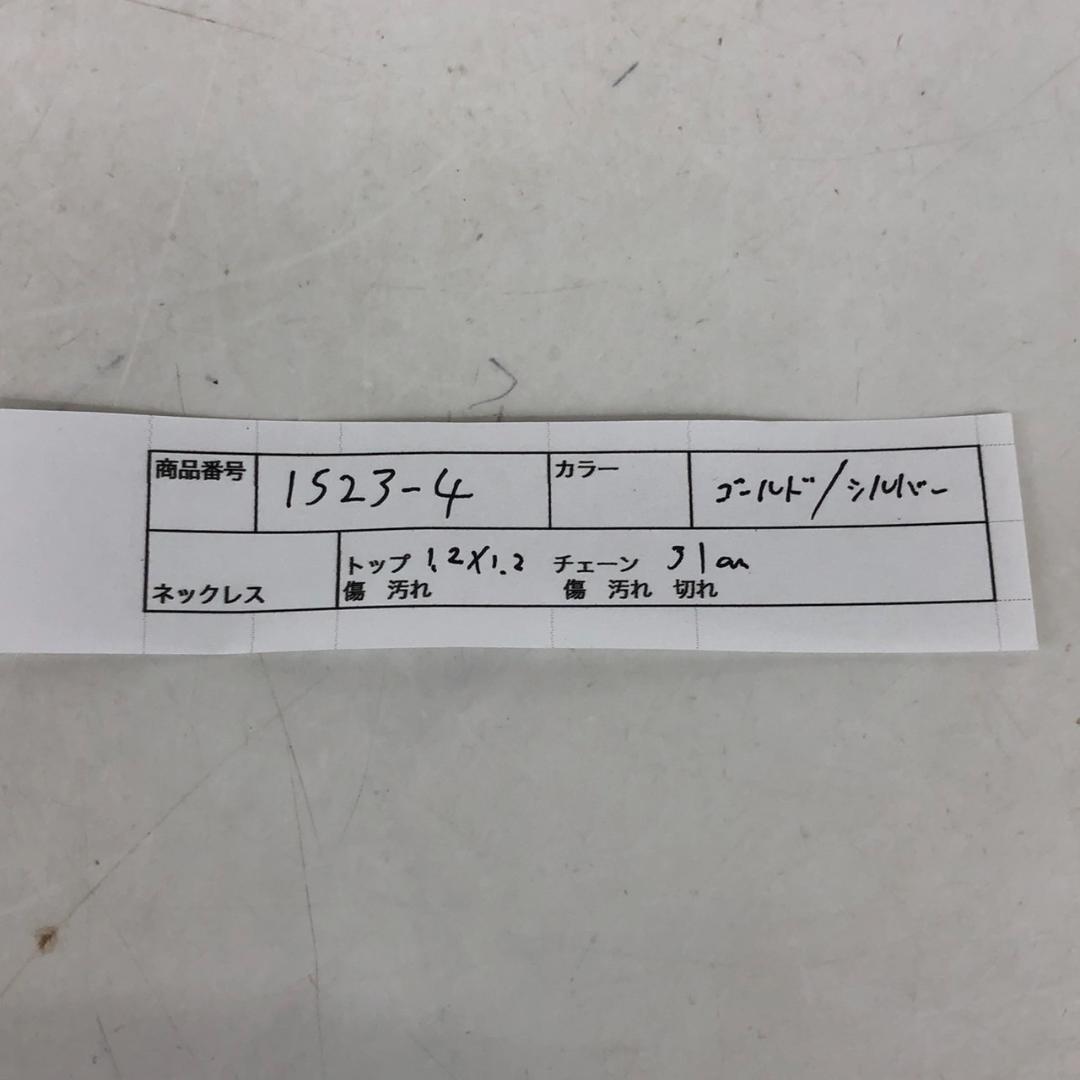 商品番号 1523-4 カラー ゴールド/シルバー
ネックレス トップ 1.2×1.2 チェーン 31cm
傷 汚れ 傷 汚れ 切れ